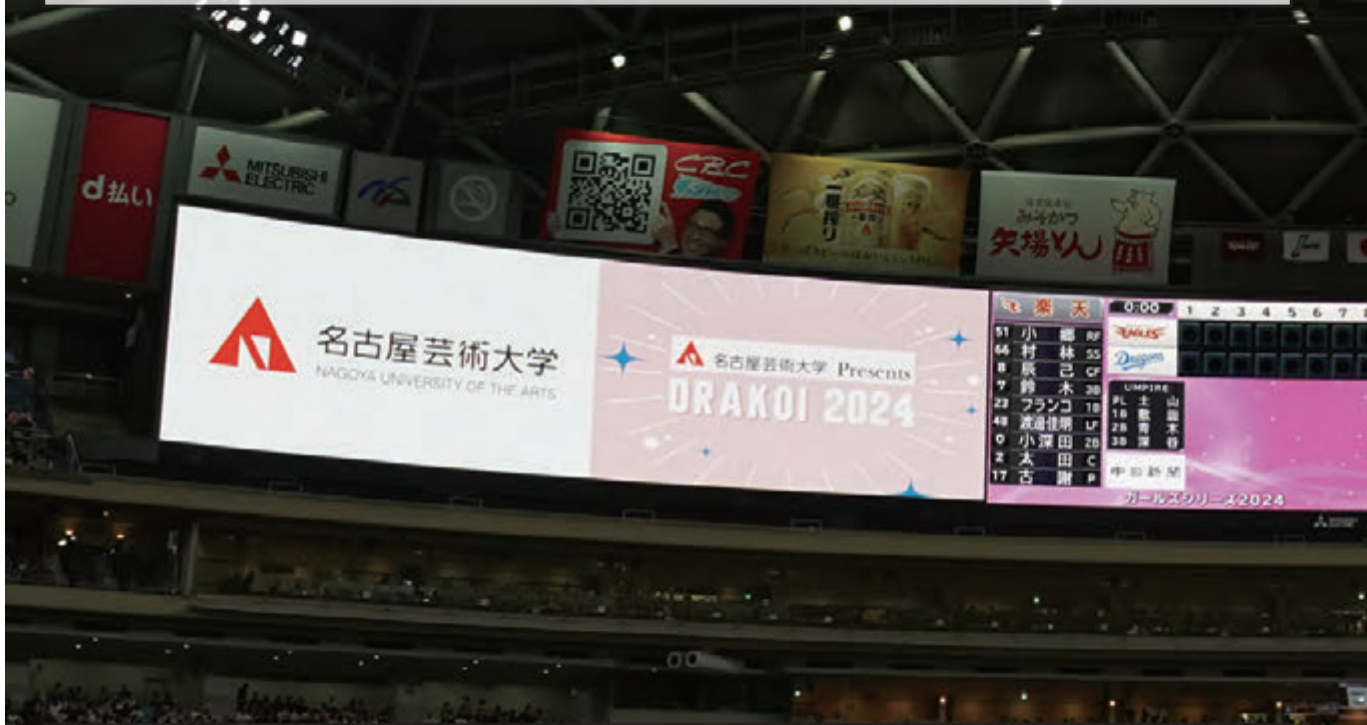 d払い
MITSUBISHI
ELECTRIC
CBC
一番搾り
みそかつ
矢場とん
名古屋芸術大学
NAGOYA UNIVERSITY OF THE ARTS
名古屋芸術大学 Presents
DRAKOI 2024
楽天
51 小郷 RF
66 村林 SS
8 辰己 CF
7 鈴木 3B
23 フランコ 1B
48 渡邊佳明 LF
0 小深田 2B
2 太田 C
17 古謝 P
0:00
1 2 3 4 5 6 7
EAGLES
Dragons
UMPIRE
PL 土山
1B 敷田
2B 青木
3B 深谷
中日新聞
ガールズシリーズ2024